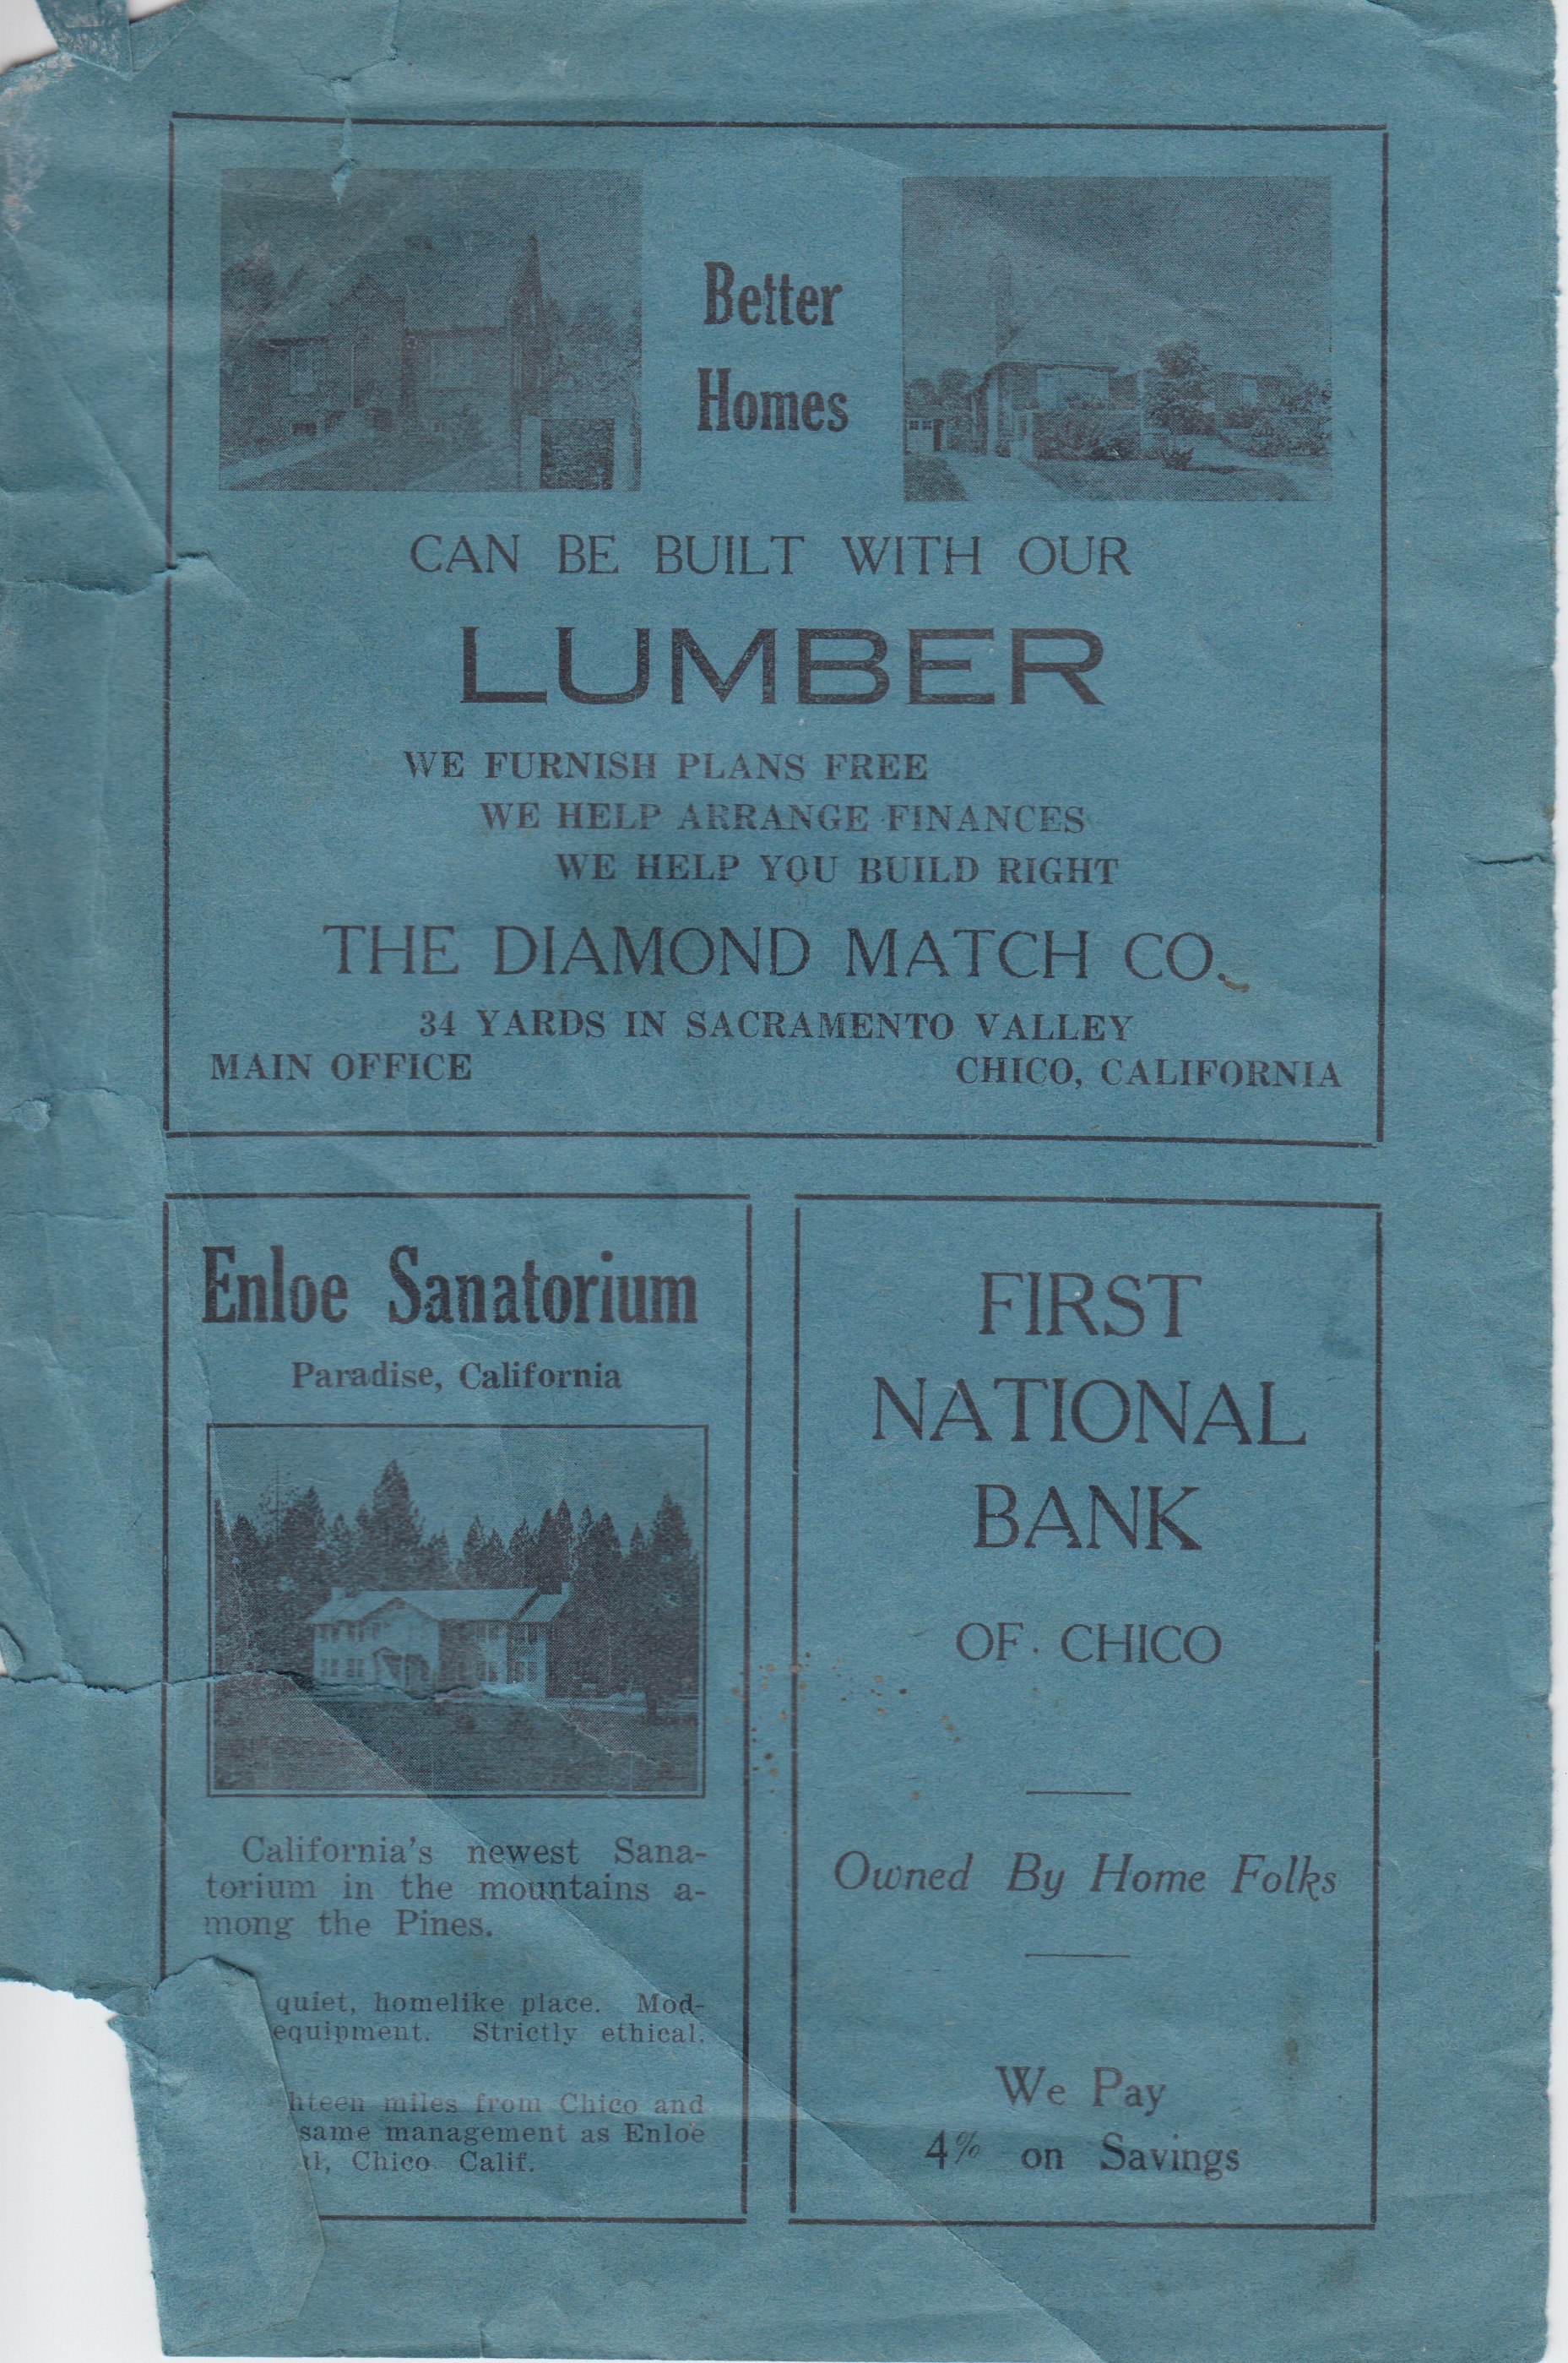 Better
Homes
CAN BE BUILT WITH OUR
LUMBER
WE FURNISH PLANS FREE
WE HELP ARRANGE FINANCES
WE HELP YOU BUILD RIGHT
THE DIAMOND MATCH CO.
34 YARDS IN SACRAMENTO VALLEY
MAIN OFFICE CHICO, CALIFORNIA
Enloe Sanatorium
Paradise, California
California's newest Sana-
torium in the mountains a-
mong the Pines.
quiet, homelike place. Mod-
equipment. Strictly ethical.
hteen miles from Chico and
same management as Enloe
l, Chico Calif.
FIRST
NATIONAL
BANK
OF CHICO
Owned By Home Folks
We Pay
4% on Savings